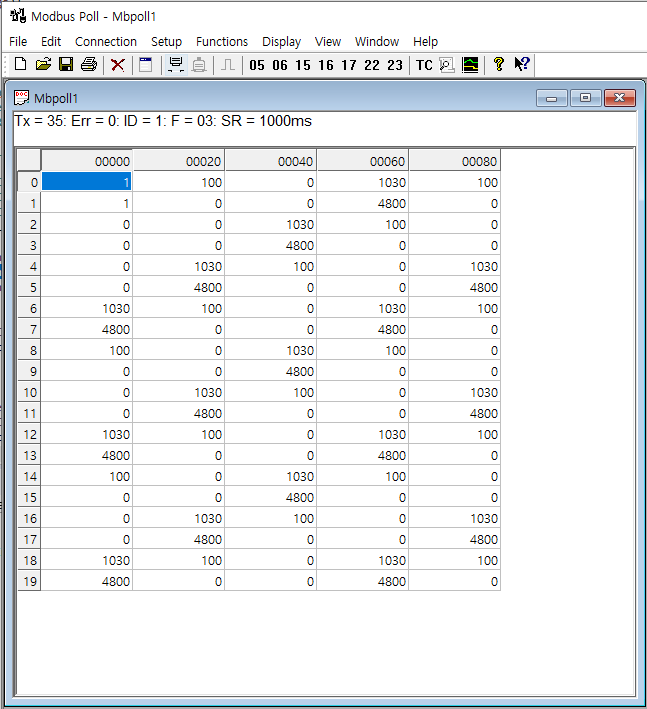 Modbus Poll - Mbpoll1
File Edit Connection Setup Functions Display View Window Help
05 06 15 16 17 22 23 TC
Mbpoll1
Tx = 35: Err = 0: ID = 1: F = 03: SR = 1000ms
00000 00020 00040 00060 00080
0 1 100 0 1030 100
1 1 0 0 4800 0
2 0 0 1030 100 0
3 0 0 4800 0 0
4 0 1030 100 0 1030
5 0 4800 0 0 4800
6 1030 100 0 1030 100
7 4800 0 0 4800 0
8 100 0 1030 100 0
9 0 0 4800 0 0
10 0 1030 100 0 1030
11 0 4800 0 0 4800
12 1030 100 0 1030 100
13 4800 0 0 4800 0
14 100 0 1030 100 0
15 0 0 4800 0 0
16 0 1030 100 0 1030
17 0 4800 0 0 4800
18 1030 100 0 1030 100
19 4800 0 0 4800 0